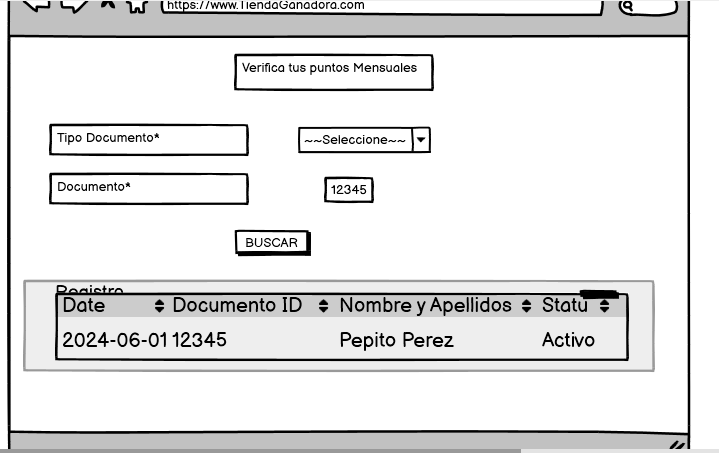 https://www.TiendaGanadora.com
Verifica tus puntos Mensuales
Tipo Documento*
~~Seleccione~~
Documento*
12345
BUSCAR
Registro
Date Documento ID Nombre y Apellidos Statu
2024-06-01 12345 Pepito Perez Activo